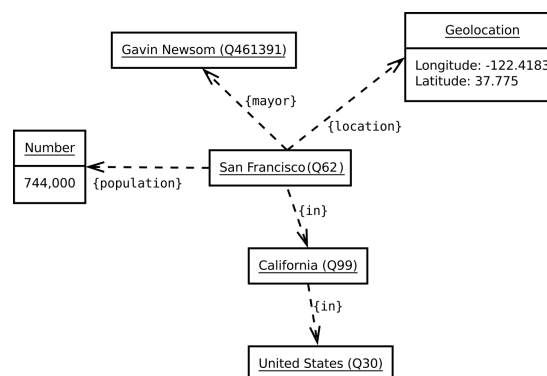 Geolocation
Gavin Newsom (Q461391)
Longitude: -122.4183
Latitude: 37.775
{mayor}
{location}
Number
San Francisco(Q62)
744,000
{population}
{in}
California (Q99)
{in}
United States (Q30)